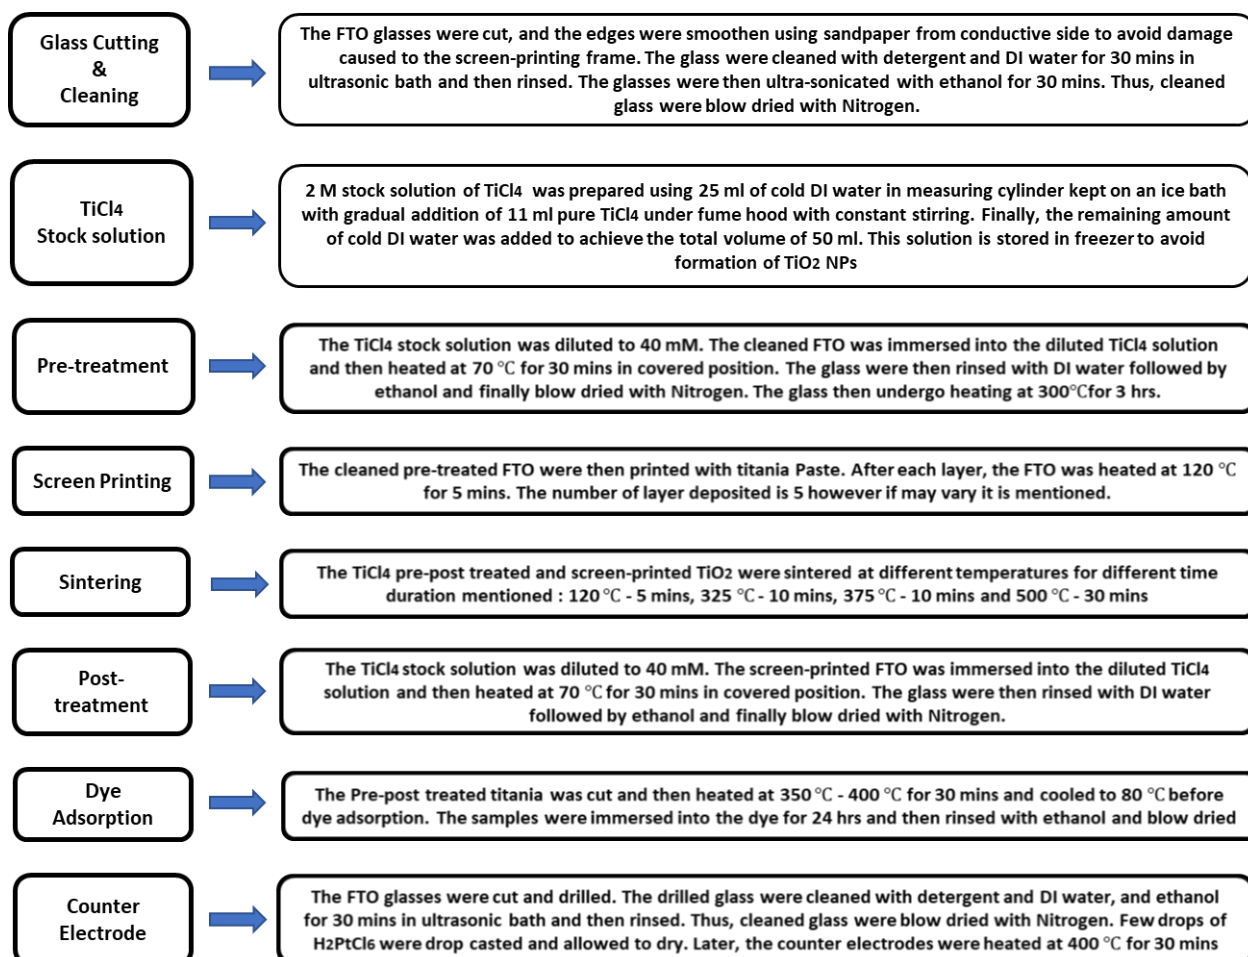 Glass Cutting
&
Cleaning
The FTO glasses were cut, and the edges were smoothen using sandpaper from conductive side to avoid damage
caused to the screen-printing frame. The glass were cleaned with detergent and DI water for 30 mins in
ultrasonic bath and then rinsed. The glasses were then ultra-sonicated with ethanol for 30 mins. Thus, cleaned
glass were blow dried with Nitrogen.
TiCl4
Stock solution
2 M stock solution of TiCl4 was prepared using 25 ml of cold DI water in measuring cylinder kept on an ice bath
with gradual addition of 11 ml pure TiCl4 under fume hood with constant stirring. Finally, the remaining amount
of cold DI water was added to achieve the total volume of 50 ml. This solution is stored in freezer to avoid
formation of TiO2 NPs
Pre-treatment
The TiCl4 stock solution was diluted to 40 mM. The cleaned FTO was immersed into the diluted TiCl4 solution
and then heated at 70 °C for 30 mins in covered position. The glass were then rinsed with DI water followed by
ethanol and finally blow dried with Nitrogen. The glass then undergo heating at 300°C for 3 hrs.
Screen Printing
The cleaned pre-treated FTO were then printed with titania Paste. After each layer, the FTO was heated at 120 °C
for 5 mins. The number of layer deposited is 5 however if may vary it is mentioned.
Sintering
The TiCl4 pre-post treated and screen-printed TiO2 were sintered at different temperatures for different time
duration mentioned : 120 °C - 5 mins, 325 °C - 10 mins, 375 °C - 10 mins and 500 °C - 30 mins
Post-
treatment
The TiCl4 stock solution was diluted to 40 mM. The screen-printed FTO was immersed into the diluted TiCl4
solution and then heated at 70 °C for 30 mins in covered position. The glass were then rinsed with DI water
followed by ethanol and finally blow dried with Nitrogen.
Dye
Adsorption
The Pre-post treated titania was cut and then heated at 350 °C - 400 °C for 30 mins and cooled to 80 °C before
dye adsorption. The samples were immersed into the dye for 24 hrs and then rinsed with ethanol and blow dried
Counter
Electrode
The FTO glasses were cut and drilled. The drilled glass were cleaned with detergent and DI water, and ethanol
for 30 mins in ultrasonic bath and then rinsed. Thus, cleaned glass were blow dried with Nitrogen. Few drops of
H2PtCl6 were drop casted and allowed to dry. Later, the counter electrodes were heated at 400 °C for 30 mins